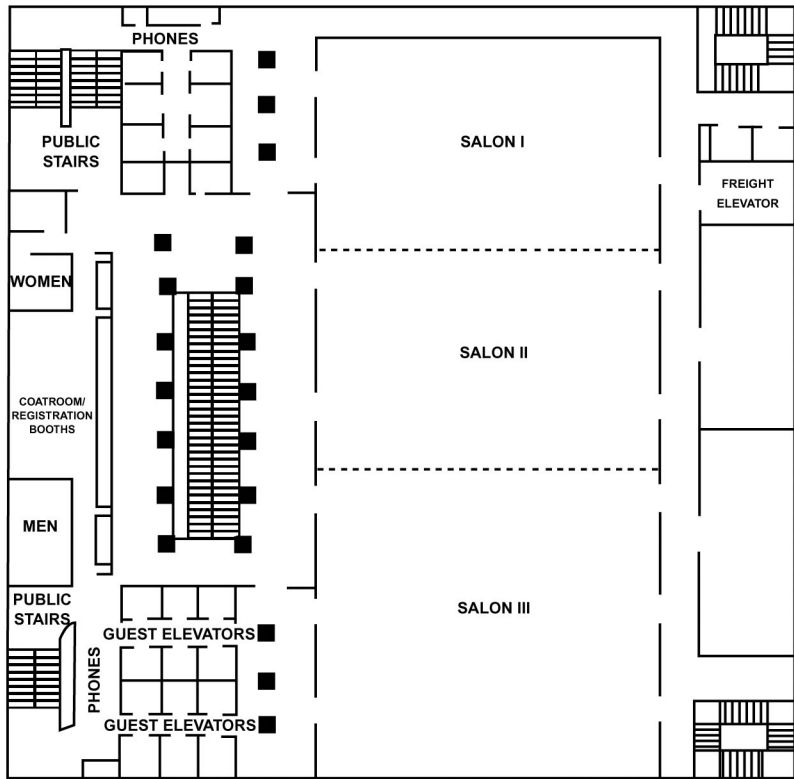 PHONES
PUBLIC
STAIRS
SALON I
FREIGHT
ELEVATOR
WOMEN
SALON II
COATROOM/
REGISTRATION
BOOTHS
MEN
PUBLIC
STAIRS
SALON III
GUEST ELEVATORS
PHONES
GUEST ELEVATORS